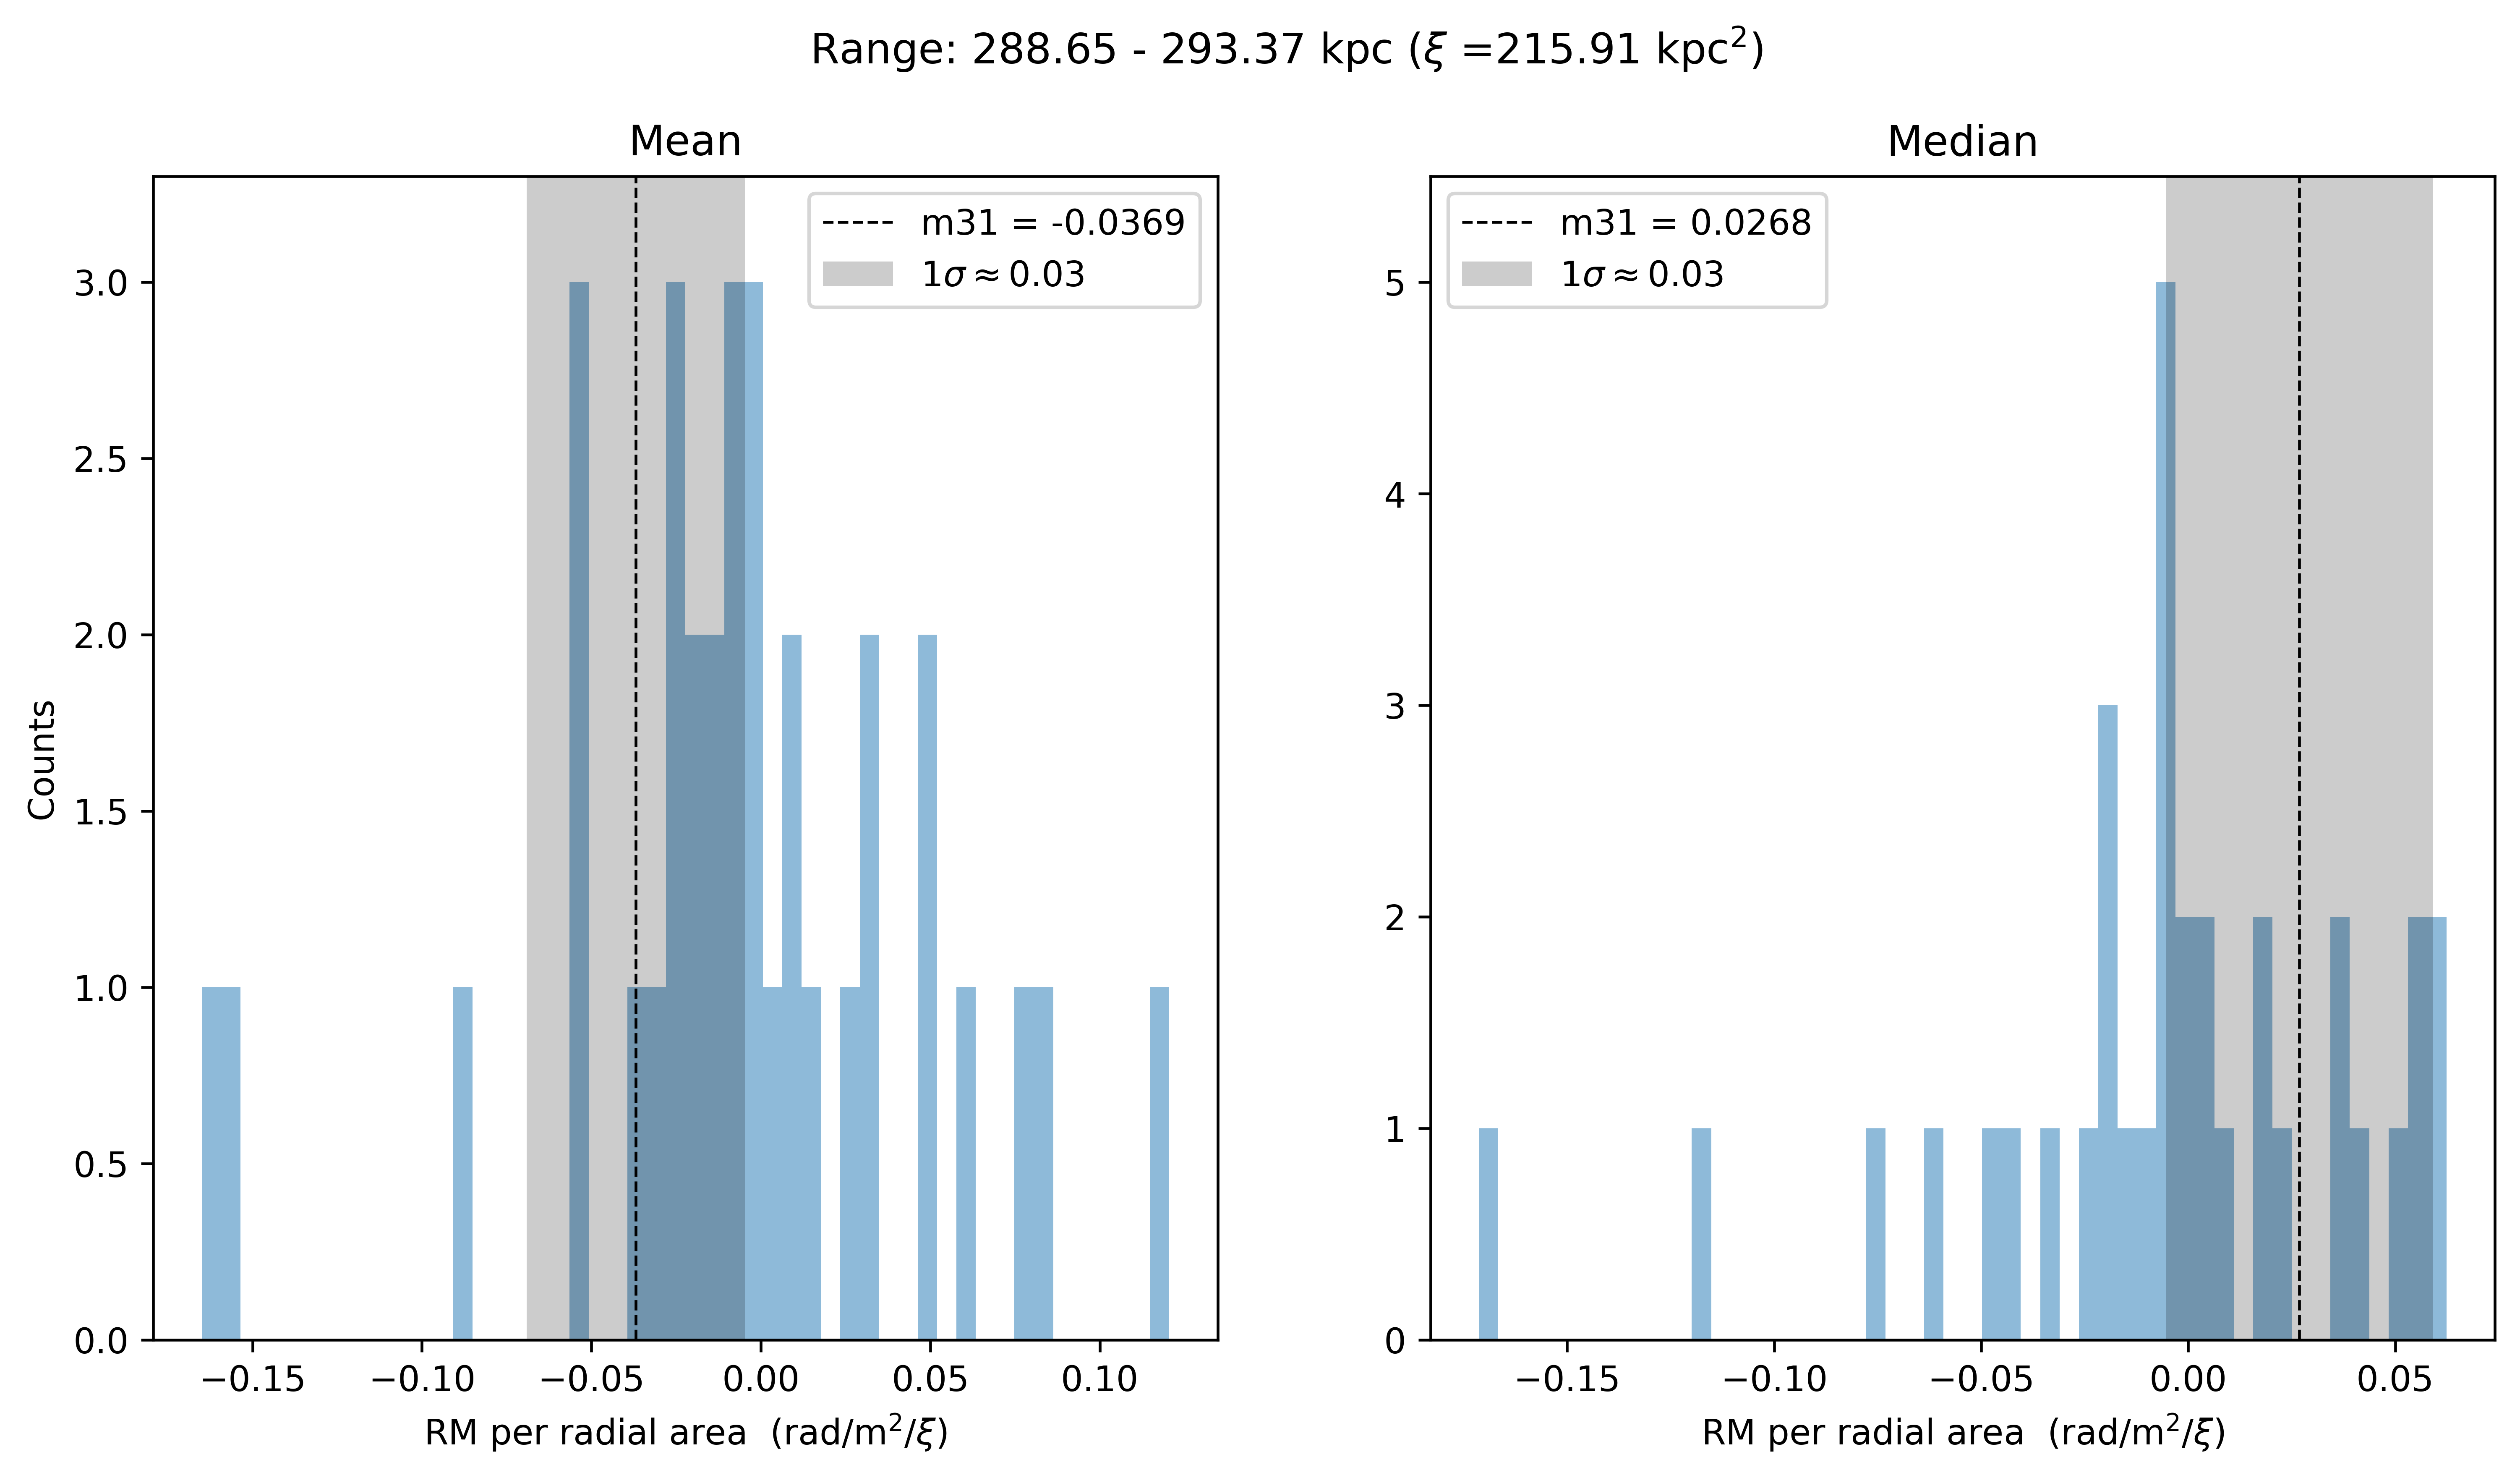 Range: 288.65 - 293.37 kpc (ξ =215.91 kpc²)
Mean
m31 = -0.0369
1σ ≈ 0.03
Counts
3.0
2.5
2.0
1.5
1.0
0.5
0.0
−0.15 −0.10 −0.05 0.00 0.05 0.10
RM per radial area (rad/m²/ξ)
Median
m31 = 0.0268
1σ ≈ 0.03
5
4
3
2
1
0
−0.15 −0.10 −0.05 0.00 0.05
RM per radial area (rad/m²/ξ)